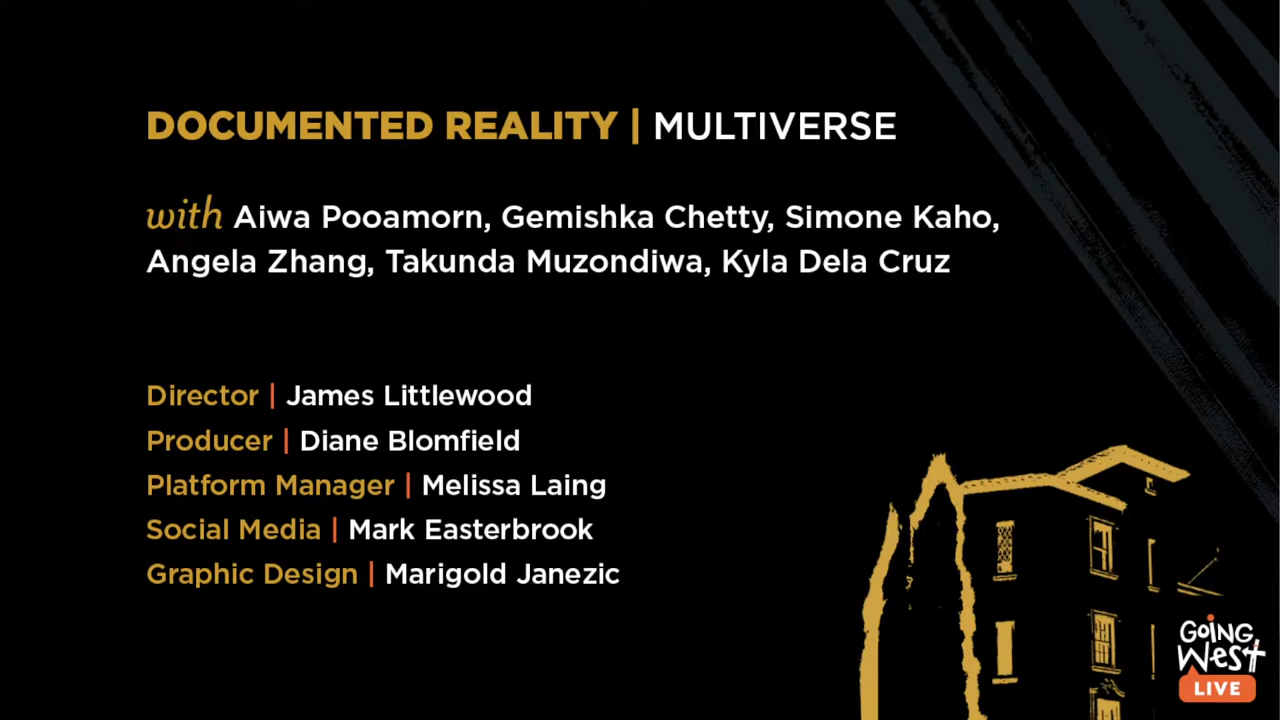 DOCUMENTED REALITY | MULTIVERSE
with Aiwa Pooamorn, Gemishka Chetty, Simone Kaho,
Angela Zhang, Takunda Muzondiwa, Kyla Dela Cruz
Director | James Littlewood
Producer | Diane Blomfield
Platform Manager | Melissa Laing
Social Media | Mark Easterbrook
Graphic Design | Marigold Janezic
GOiNG
WeST
LIVE